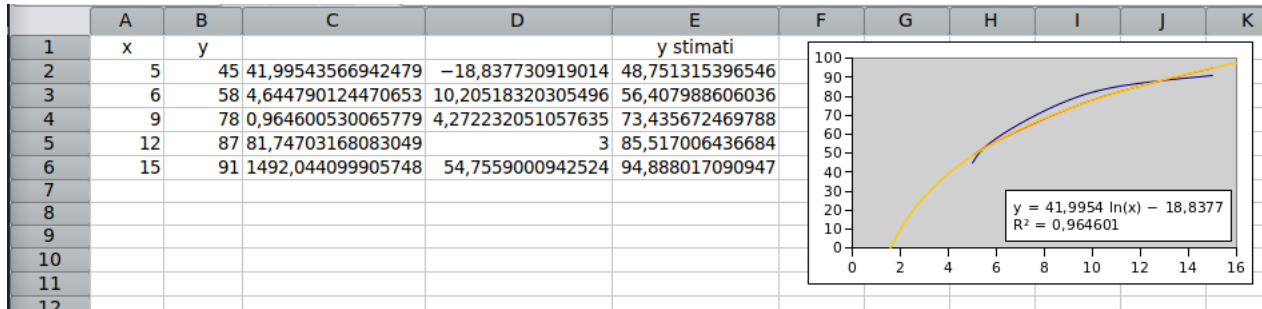 A B C D E F G H I J K
1 x y y stimati
2 5 45 41,99543566942479 −18,837730919014 48,751315396546
3 6 58 4,644790124470653 10,20518320305496 56,407988606036
4 9 78 0,964600530065779 4,272232051057635 73,435672469788
5 12 87 81,74703168083049 3 85,517006436684
6 15 91 1492,044099905748 54,7559000942524 94,888017090947
7
8
9
10
11
12
100
90
80
70
60
50
40
30
20
10
0
y = 41,9954 ln(x) − 18,8377
R² = 0,964601
0 2 4 6 8 10 12 14 16